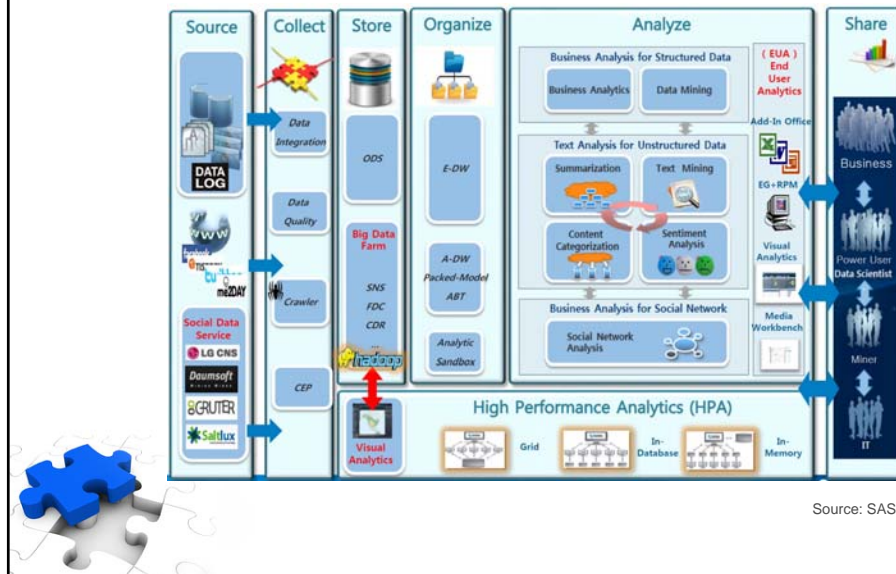 Source
DATA
LOG
www
me2DAY
Social Data
Service
LG CNS
Daumsoft
GRUTER
Saltlux
Collect
Data
Integration
Data
Quality
Crawler
CEP
Store
ODS
Big Data
Farm
SNS
FDC
CDR
...
hadoop
Visual
Analytics
Organize
E-DW
A-DW
Packed-Model
ABT
Analytic
Sandbox
Analyze
Business Analysis for Structured Data
Business Analytics
Data Mining
Text Analysis for Unstructured Data
Summarization
Text Mining
Content
Categorization
Sentiment
Analysis
Business Analysis for Social Network
Social Network
Analysis
( EUA )
End
User
Analytics
Add-In Office
EG+RPM
Visual
Analytics
Media
Workbench
High Performance Analytics (HPA)
Grid
In-
Database
In-
Memory
Share
Business
Power User
Data Scientist
Miner
IT
Source: SAS